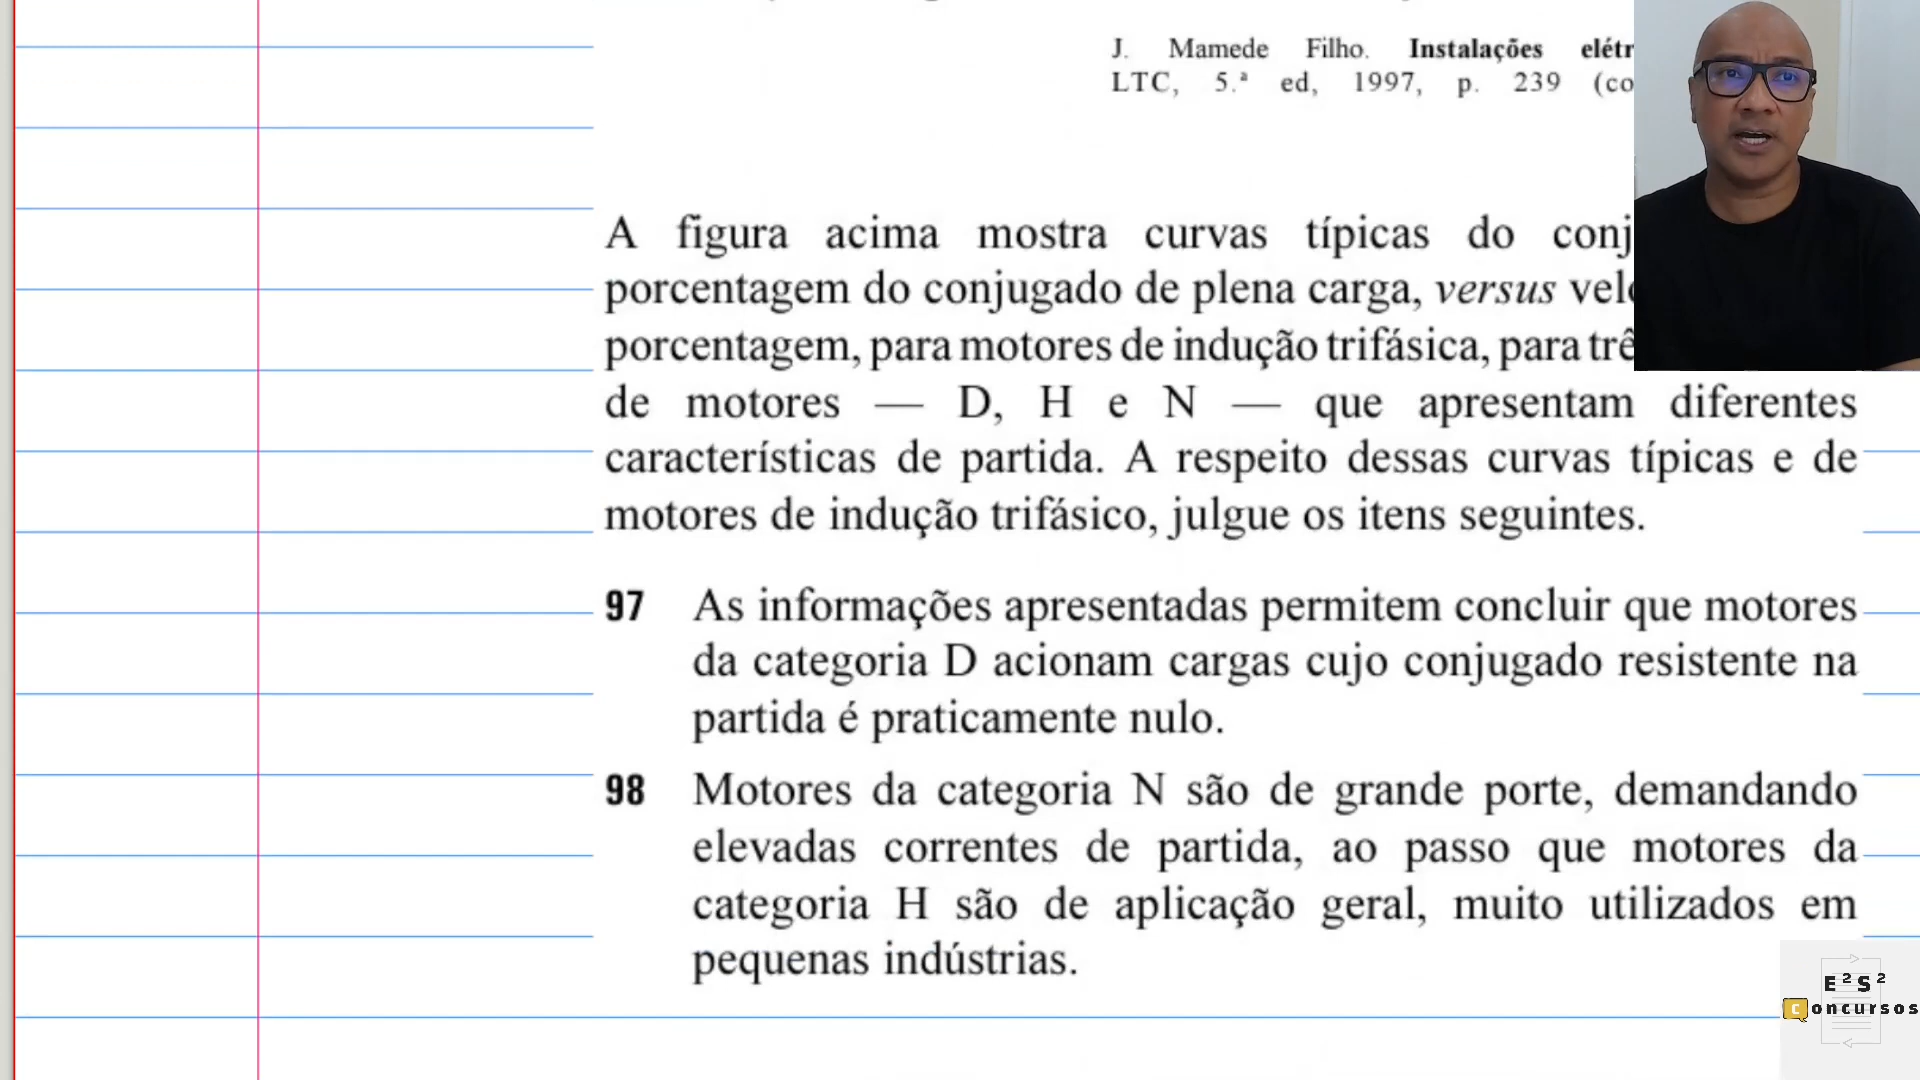 J. Mamede Filho. Instalações
LTC, 5.ª ed, 1997, p. 239
A figura acima mostra curvas típicas do
porcentagem do conjugado de plena carga, versus
porcentagem, para motores de indução trifásica, para
de motores — D, H e N — que apresentam diferentes
características de partida. A respeito dessas curvas típicas e de
motores de indução trifásico, julgue os itens seguintes.
97 As informações apresentadas permitem concluir que motores
da categoria D acionam cargas cujo conjugado resistente na
partida é praticamente nulo.
98 Motores da categoria N são de grande porte, demandando
elevadas correntes de partida, ao passo que motores da
categoria H são de aplicação geral, muito utilizados em
pequenas indústrias.
E²S²
Concursos